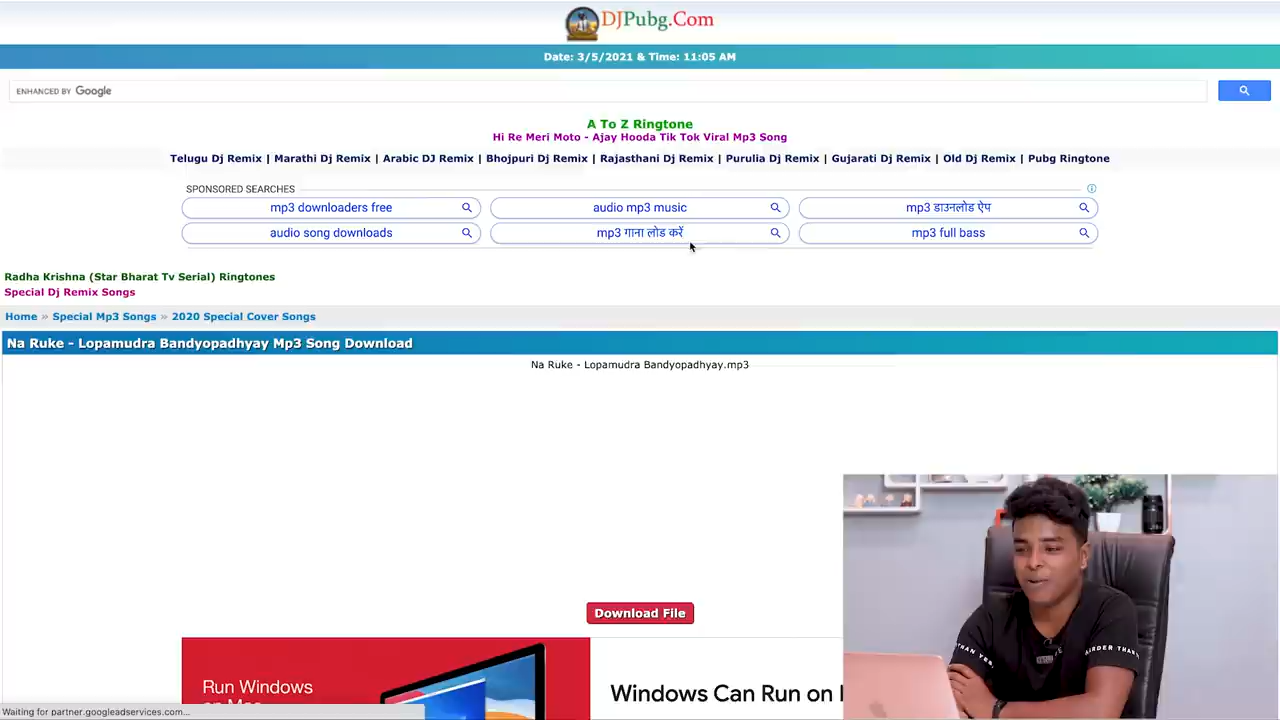 DJPubg.Com
Date: 3/5/2021 & Time: 11:05 AM
ENHANCED BY Google
A To Z Ringtone
Hi Re Meri Moto - Ajay Hooda Tik Tok Viral Mp3 Song
Telugu Dj Remix | Marathi Dj Remix | Arabic DJ Remix | Bhojpuri Dj Remix | Rajasthani Dj Remix | Purulia Dj Remix | Gujarati Dj Remix | Old Dj Remix | Pubg Ringtone
SPONSORED SEARCHES
mp3 downloaders free audio mp3 music mp3 डाउनलोड ऐप
audio song downloads mp3 गाना लोड करें mp3 full bass
Radha Krishna (Star Bharat Tv Serial) Ringtones
Special Dj Remix Songs
Home » Special Mp3 Songs » 2020 Special Cover Songs
Na Ruke - Lopamudra Bandyopadhyay Mp3 Song Download
Na Ruke - Lopamudra Bandyopadhyay.mp3
Download File
Run Windows
on Mac
Windows Can Run on
Waiting for partner.googleadservices.com...